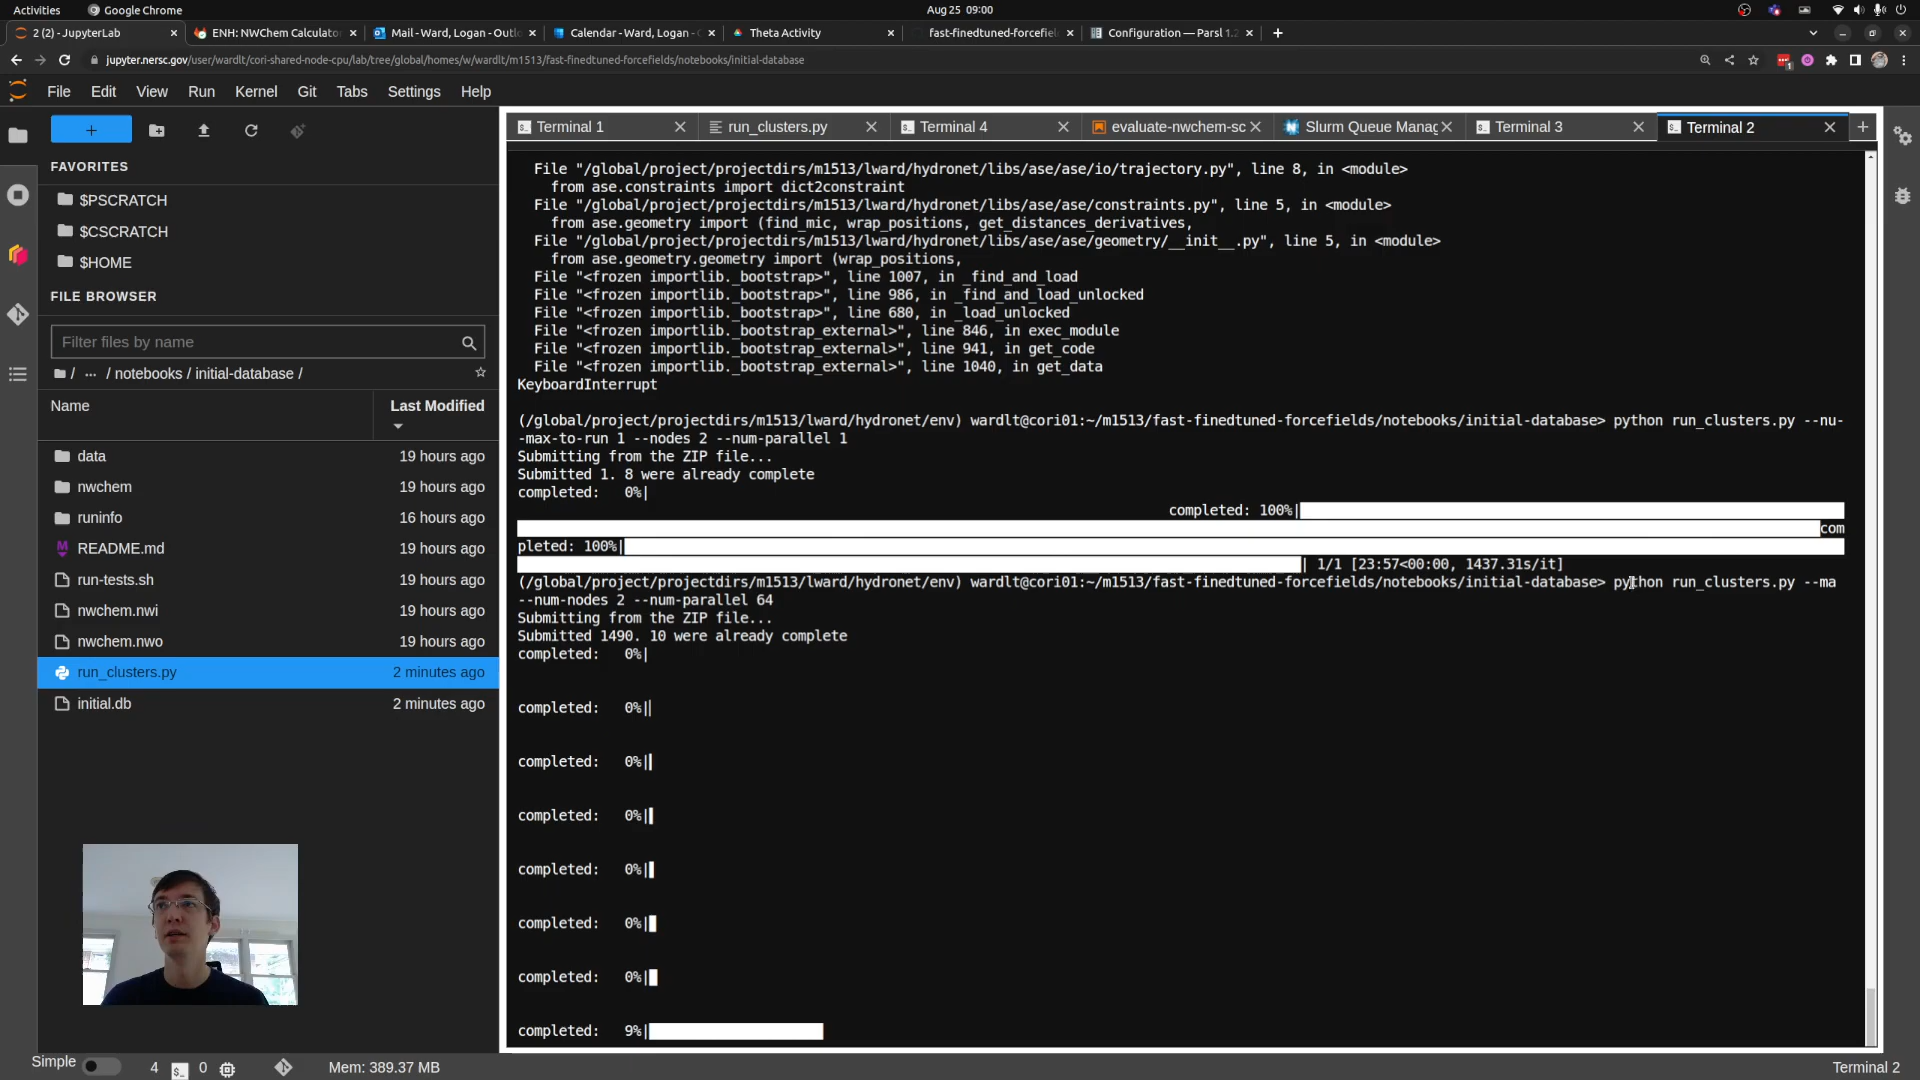 Activities
Google Chrome
Aug 25 09:00
2 (2) - JupyterLab
ENH: NWChem Calculator
Mail - Ward, Logan - Outlo
Calendar - Ward, Logan -
Theta Activity
fast-finedtuned-forcefiel
Configuration — Parsl 1.2
jupyter.nersc.gov/user/wardlt/cori-shared-node-cpu/lab/tree/global/homes/w/wardlt/m1513/fast-finedtuned-forcefields/notebooks/initial-database
File Edit View Run Kernel Git Tabs Settings Help
FAVORITES
$PSCRATCH
$CSCRATCH
$HOME
FILE BROWSER
Filter files by name
/ ... / notebooks / initial-database /
Name Last Modified
data 19 hours ago
nwchem 19 hours ago
runinfo 16 hours ago
README.md 19 hours ago
run-tests.sh 19 hours ago
nwchem.nwi 19 hours ago
nwchem.nwo 19 hours ago
run_clusters.py 2 minutes ago
initial.db 2 minutes ago
Terminal 1
run_clusters.py
Terminal 4
evaluate-nwchem-sc
Slurm Queue Manag
Terminal 3
Terminal 2
File "/global/project/projectdirs/m1513/lward/hydronet/libs/ase/ase/io/trajectory.py", line 8, in <module>
from ase.constraints import dict2constraint
File "/global/project/projectdirs/m1513/lward/hydronet/libs/ase/ase/constraints.py", line 5, in <module>
from ase.geometry import (find_mic, wrap_positions, get_distances_derivatives,
File "/global/project/projectdirs/m1513/lward/hydronet/libs/ase/ase/geometry/__init__.py", line 5, in <module>
from ase.geometry.geometry import (wrap_positions,
File "<frozen importlib._bootstrap>", line 1007, in _find_and_load
File "<frozen importlib._bootstrap>", line 986, in _find_and_load_unlocked
File "<frozen importlib._bootstrap>", line 680, in _load_unlocked
File "<frozen importlib._bootstrap_external>", line 846, in exec_module
File "<frozen importlib._bootstrap_external>", line 941, in get_code
File "<frozen importlib._bootstrap_external>", line 1040, in get_data
KeyboardInterrupt
(/global/project/projectdirs/m1513/lward/hydronet/env) wardlt@cori01:~/m1513/fast-finedtuned-forcefields/notebooks/initial-database> python run_clusters.py --nu-
-max-to-run 1 --nodes 2 --num-parallel 1
Submitting from the ZIP file...
Submitted 1. 8 were already complete
completed: 0%|
completed: 100%|
com
pleted: 100%|
| 1/1 [23:57<00:00, 1437.31s/it]
(/global/project/projectdirs/m1513/lward/hydronet/env) wardlt@cori01:~/m1513/fast-finedtuned-forcefields/notebooks/initial-database> python run_clusters.py --ma
--num-nodes 2 --num-parallel 64
Submitting from the ZIP file...
Submitted 1490. 10 were already complete
completed: 0%|
completed: 0%|
completed: 0%|
completed: 0%|
completed: 0%|
completed: 0%|
completed: 0%|
completed: 9%|
Simple
4
0
Mem: 389.37 MB
Terminal 2